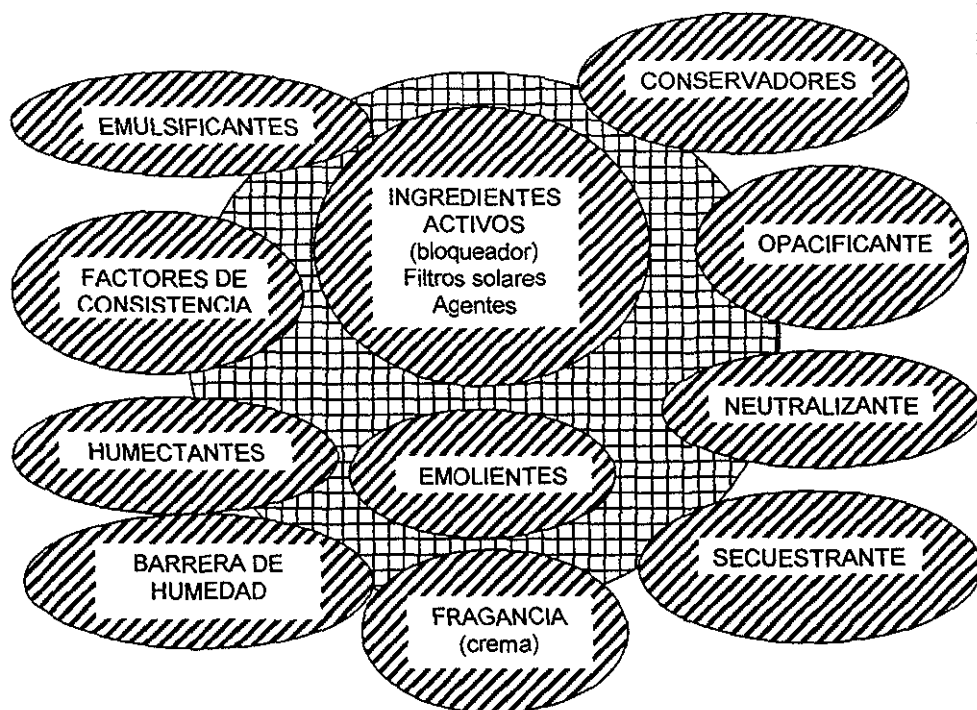 CONSERVADORES
EMULSIFICANTES
INGREDIENTES
ACTIVOS
(bloqueador)
Filtros solares
Agentes
OPACIFICANTE
FACTORES DE
CONSISTENCIA
NEUTRALIZANTE
HUMECTANTES
EMOLIENTES
SECUESTRANTE
BARRERA DE
HUMEDAD
FRAGANCIA
(crema)